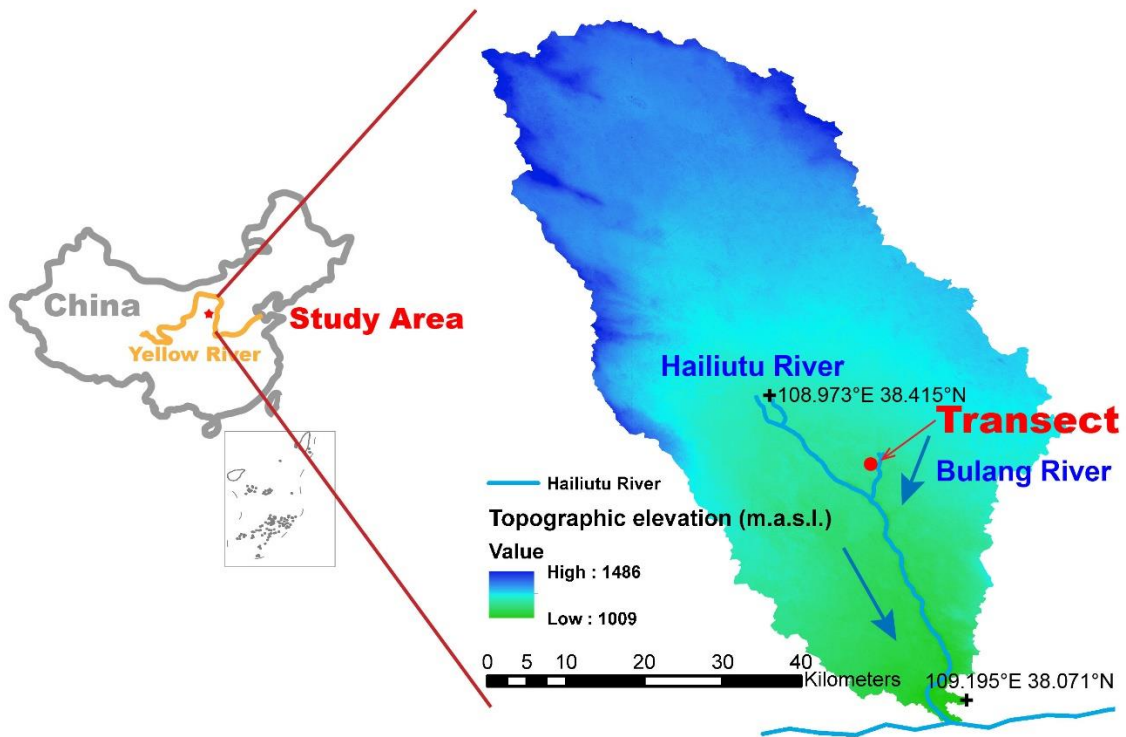 China
Yellow River
Study Area
Hailiutu River
+108.973°E 38.415°N
Transect
Bulang River
Hailiutu River
Topographic elevation (m.a.s.l.)
Value
High : 1486
Low : 1009
0 5 10 20 30 40
Kilometers
109.195°E 38.071°N
+